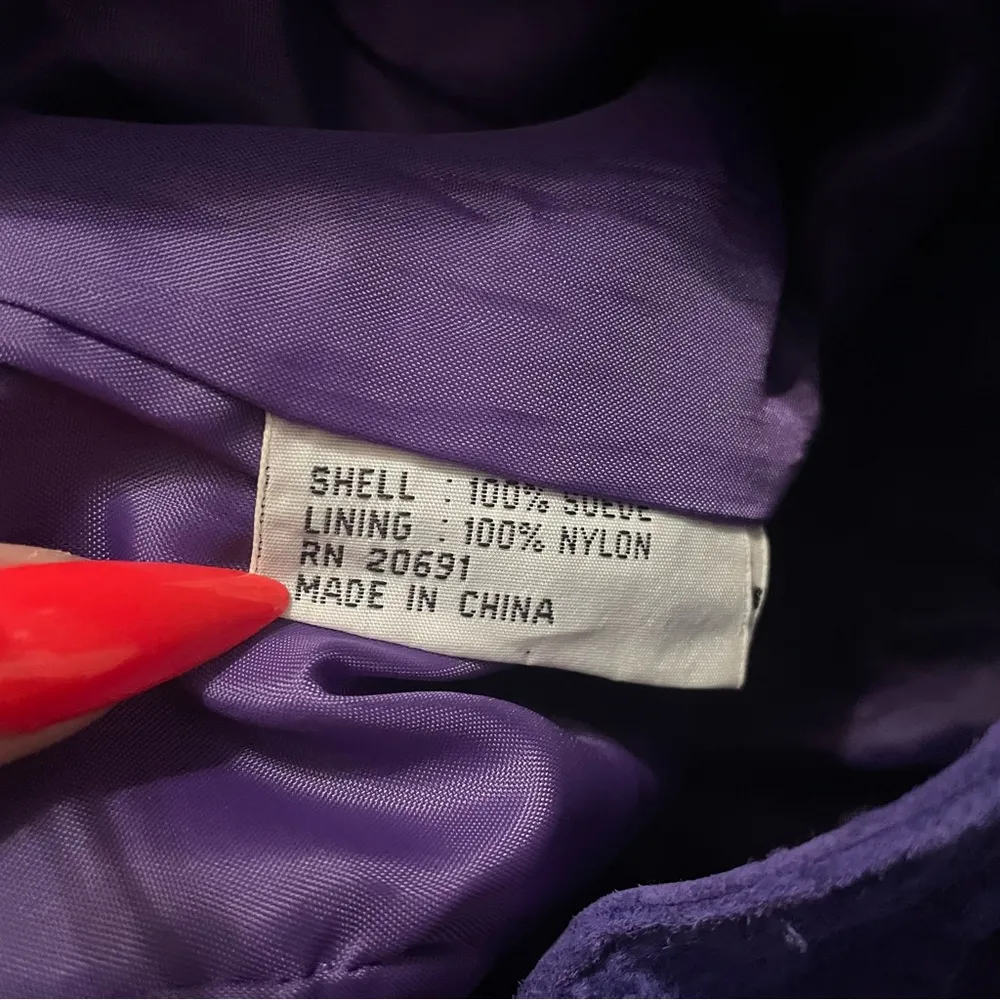 SHELL : 100% SUEDE
LINING : 100% NYLON
RN 20691
MADE IN CHINA